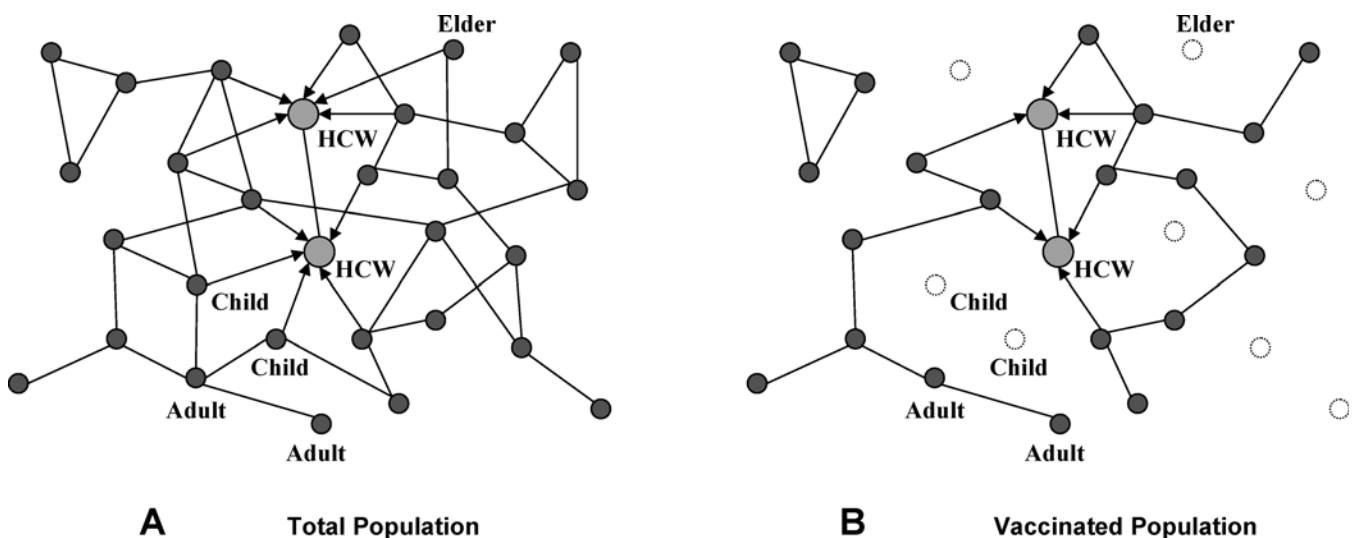 Elder
HCW
HCW
Child
Child
Adult
Adult
A Total Population
Elder
HCW
HCW
Child
Child
Adult
Adult
B Vaccinated Population